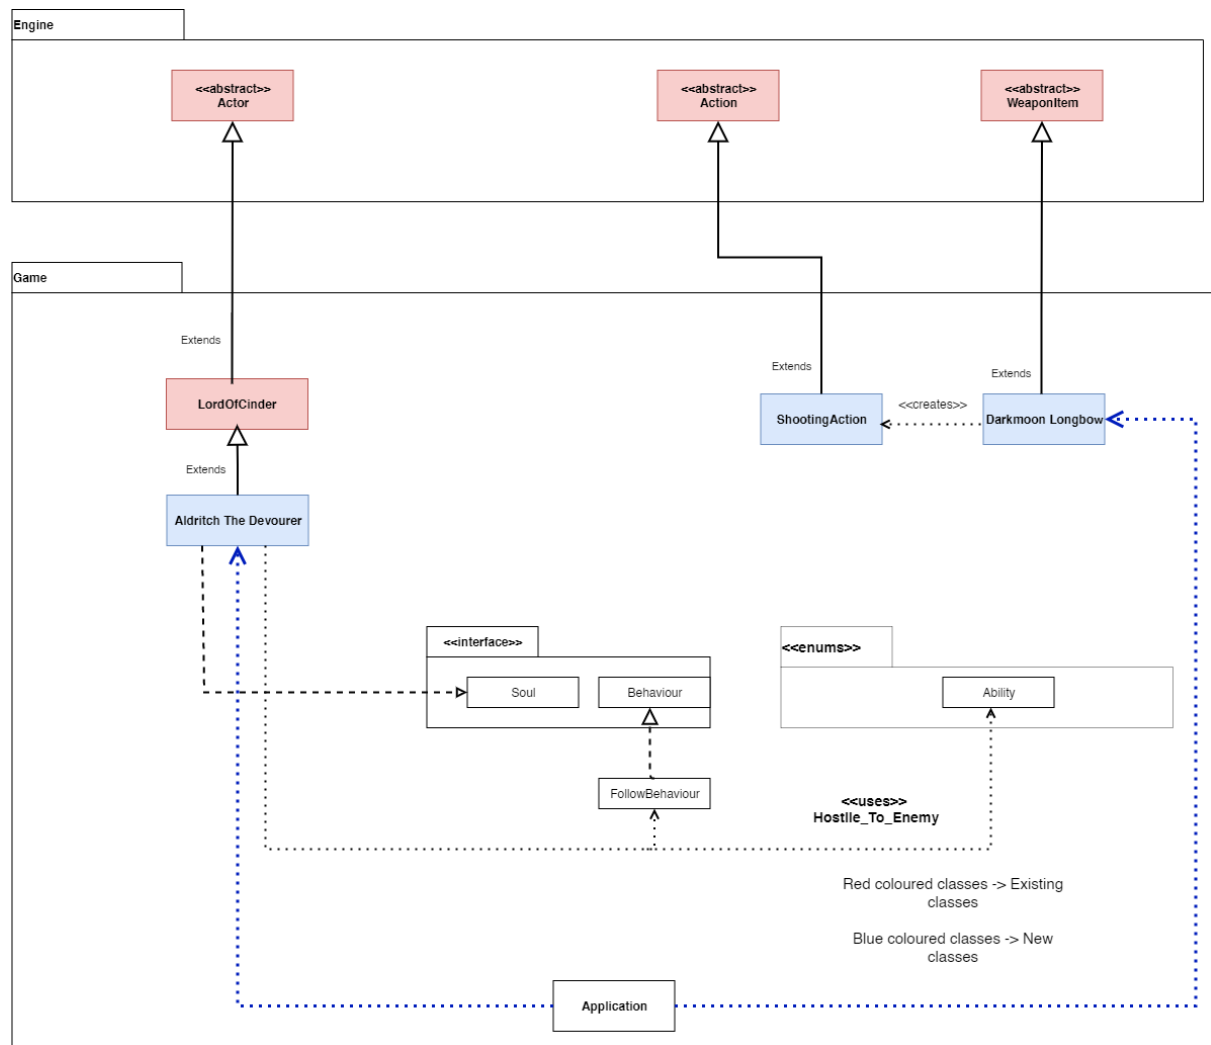 Engine
<<abstract>>
Actor
<<abstract>>
Action
<<abstract>>
WeaponItem
Game
Extends
Extends
Extends
LordOfCinder
ShootingAction
<<creates>>
Darkmoon Longbow
Extends
Aldritch The Devourer
<<interface>>
Soul
Behaviour
<<enums>>
Ability
FollowBehaviour
<<uses>>
Hostile_To_Enemy
Red coloured classes -> Existing
classes
Blue coloured classes -> New
classes
Application